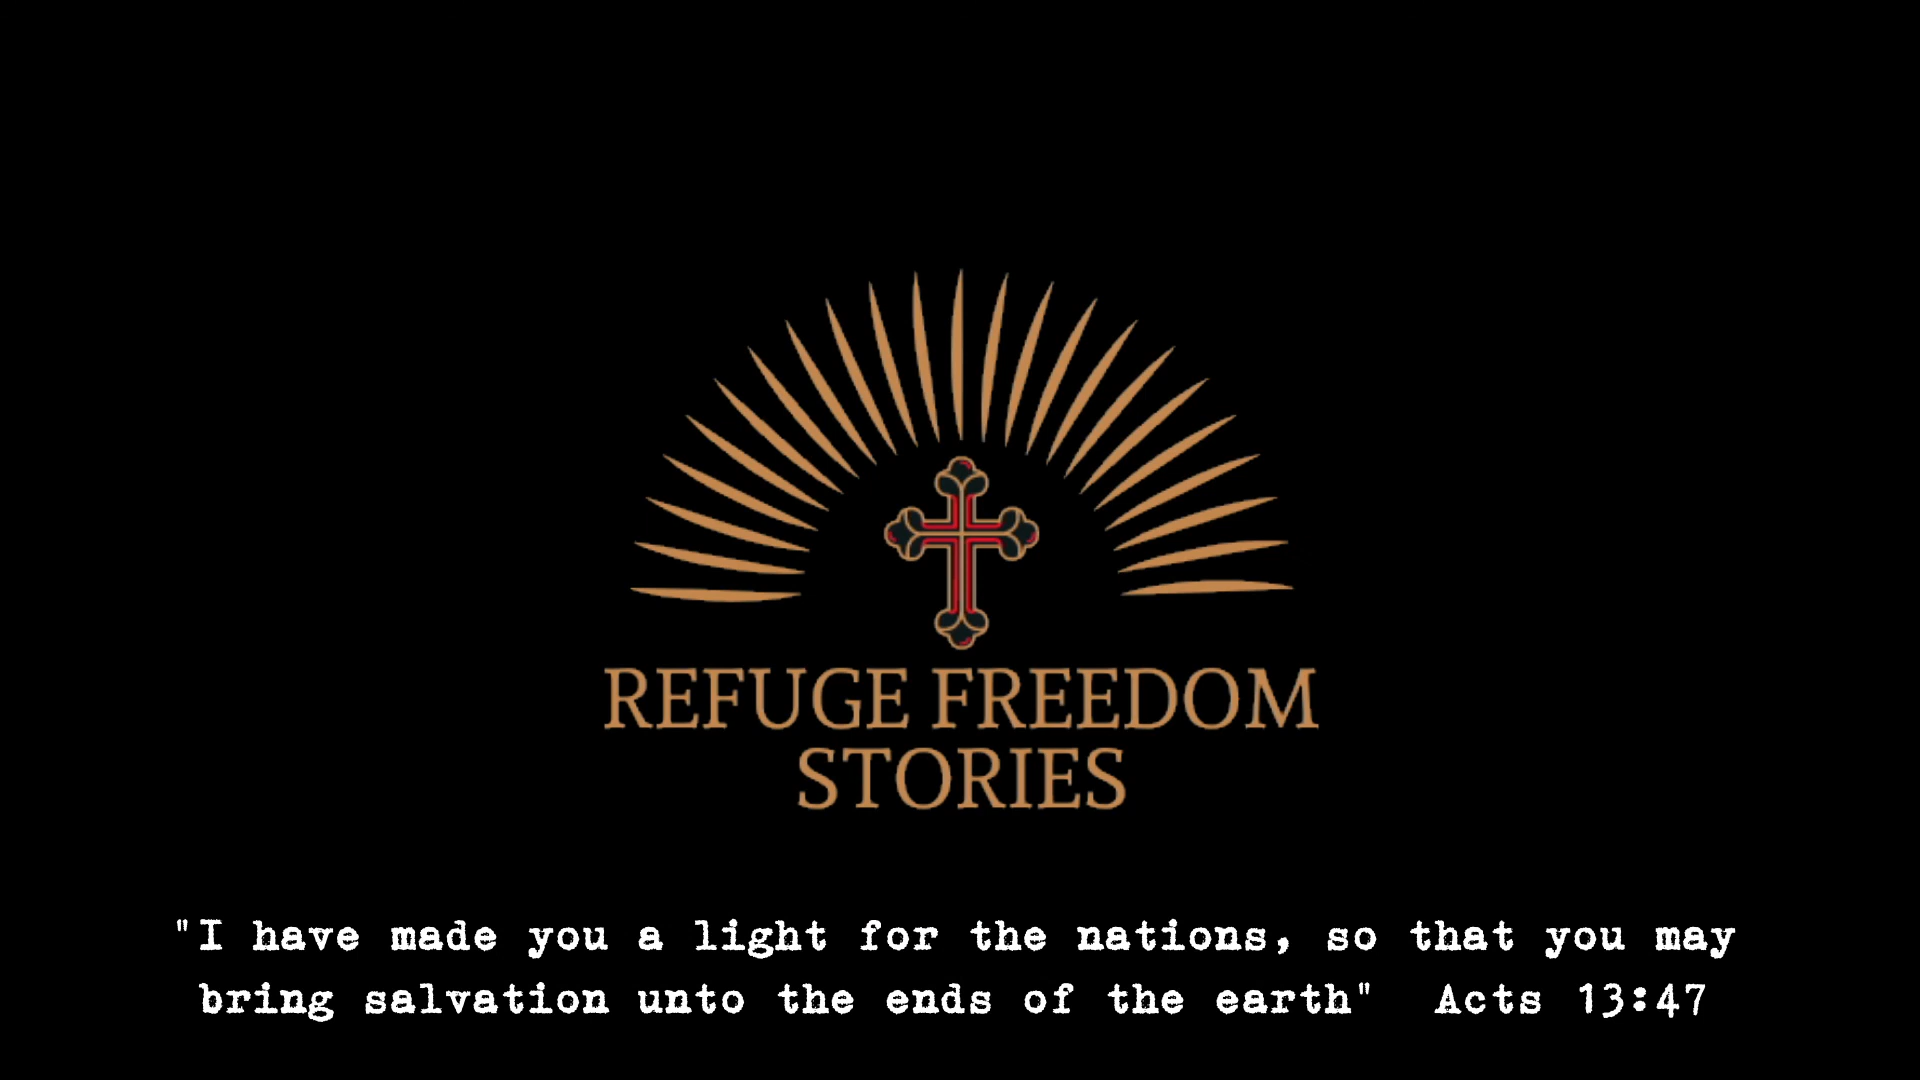 REFUGE FREEDOM
STORIES
"I have made you a light for the nations, so that you may
bring salvation unto the ends of the earth"  Acts 13:47